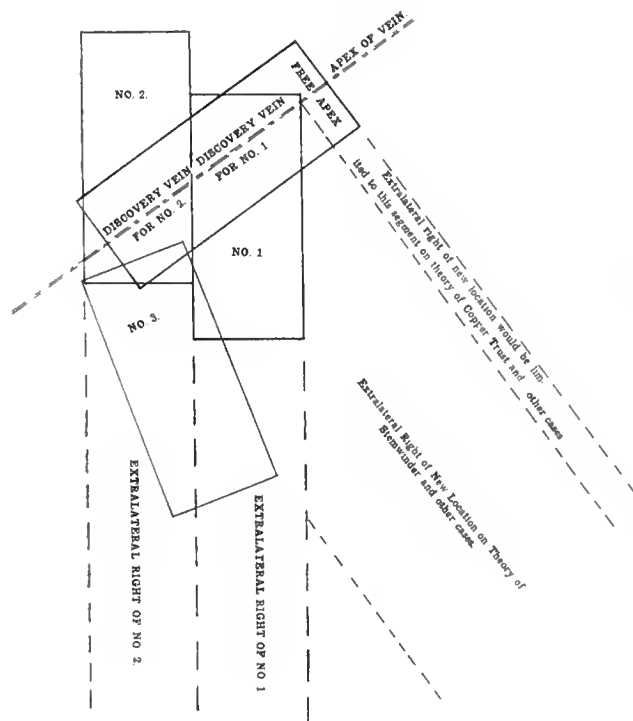 APEX OF VEIN.
FREE APEX
NO. 2.
DISCOVERY VEIN
FOR NO. 2.
DISCOVERY VEIN
FOR NO. 1
NO. 1
NO. 3.
Extralateral right of new location would be lim-
ited to this segment on theory of Copper Trust and other cases
Extralateral Right of New Location on Theory of
Stemwinder and other cases.
EXTRALATERAL RIGHT OF NO 2.
EXTRALATERAL RIGHT OF NO 1